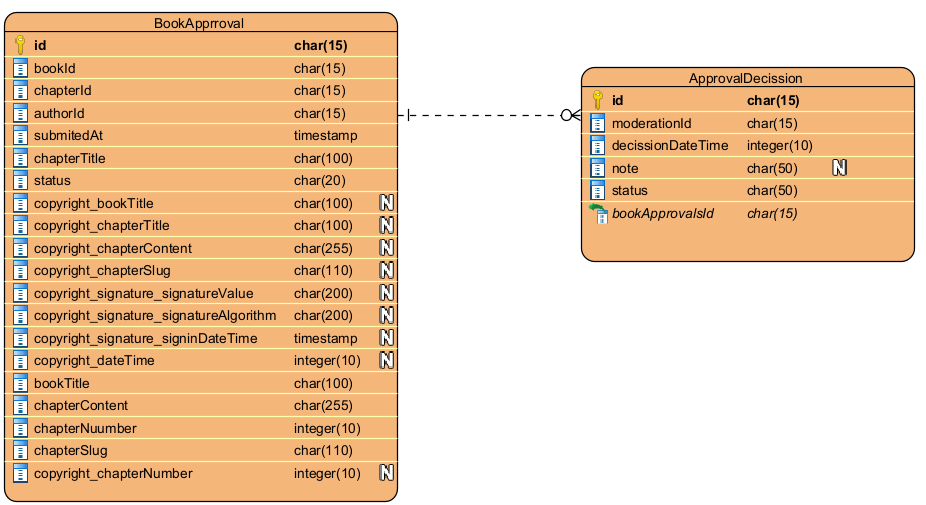 BookApprroval
id char(15)
bookId char(15)
chapterId char(15)
authorId char(15)
submitedAt timestamp
chapterTitle char(100)
status char(20)
copyright_bookTitle char(100) N
copyright_chapterTitle char(100) N
copyright_chapterContent char(255) N
copyright_chapterSlug char(110) N
copyright_signature_signatureValue char(200) N
copyright_signature_signatureAlgorithm char(200) N
copyright_signature_signinDateTime timestamp N
copyright_dateTime integer(10) N
bookTitle char(100)
chapterContent char(255)
chapterNuumber integer(10)
chapterSlug char(110)
copyright_chapterNumber integer(10) N
ApprovalDecission
id char(15)
moderationId char(15)
decissionDateTime integer(10)
note char(50) N
status char(50)
bookApprovalsId char(15)